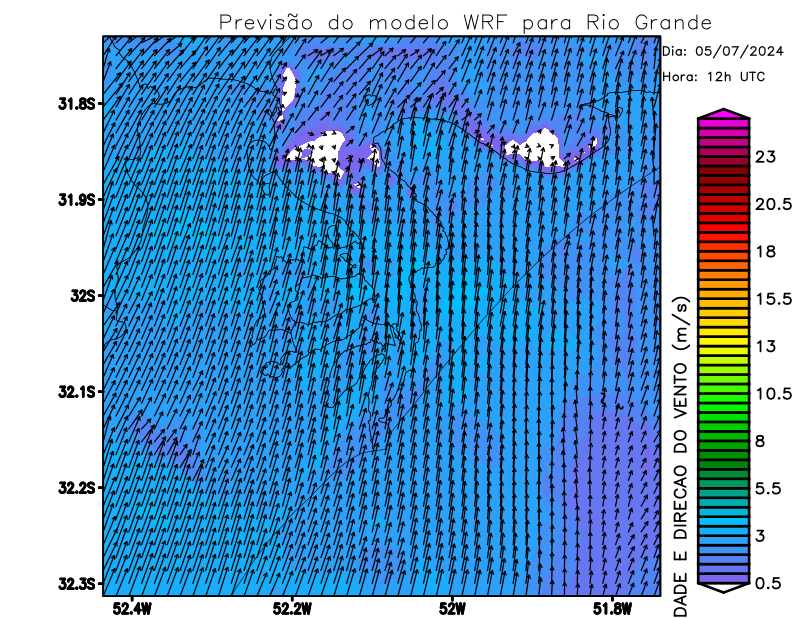 Previsão do modelo WRF para Rio Grande
Dia: 05/07/2024
Hora: 12h UTC
31.8S
31.9S
32S
32.1S
32.2S
32.3S
52.4W
52.2W
52W
51.8W
23
20.5
18
15.5
13
10.5
8
5.5
3
0.5
DADE E DIRECAO DO VENTO (m/s)